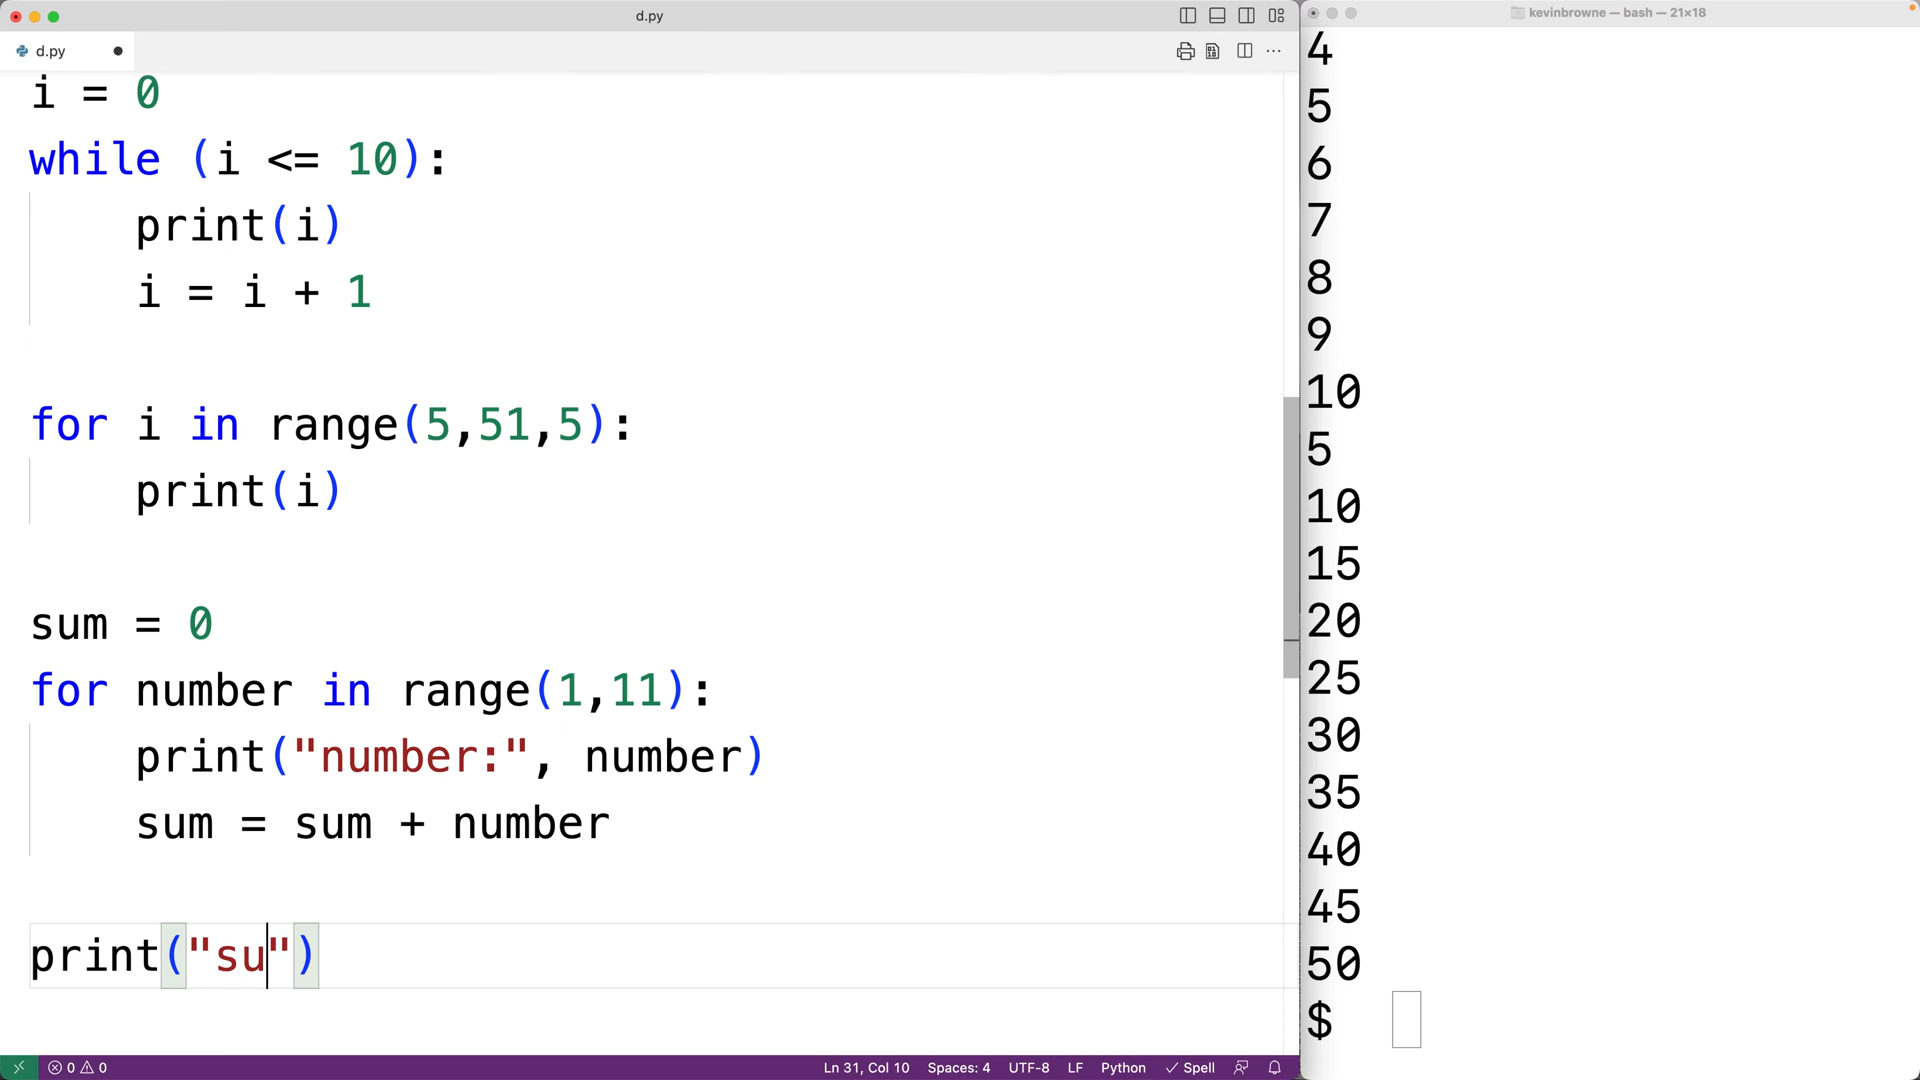 d.py
d.py
i = 0
while (i <= 10):
    print(i)
    i = i + 1
for i in range(5,51,5):
    print(i)
sum = 0
for number in range(1,11):
    print("number:", number)
    sum = sum + number
print("su")
0 0
Ln 31, Col 10
Spaces: 4
UTF-8
LF
Python
Spell
kevinbrowne — bash — 21×18
4
5
6
7
8
9
10
5
10
15
20
25
30
35
40
45
50
$